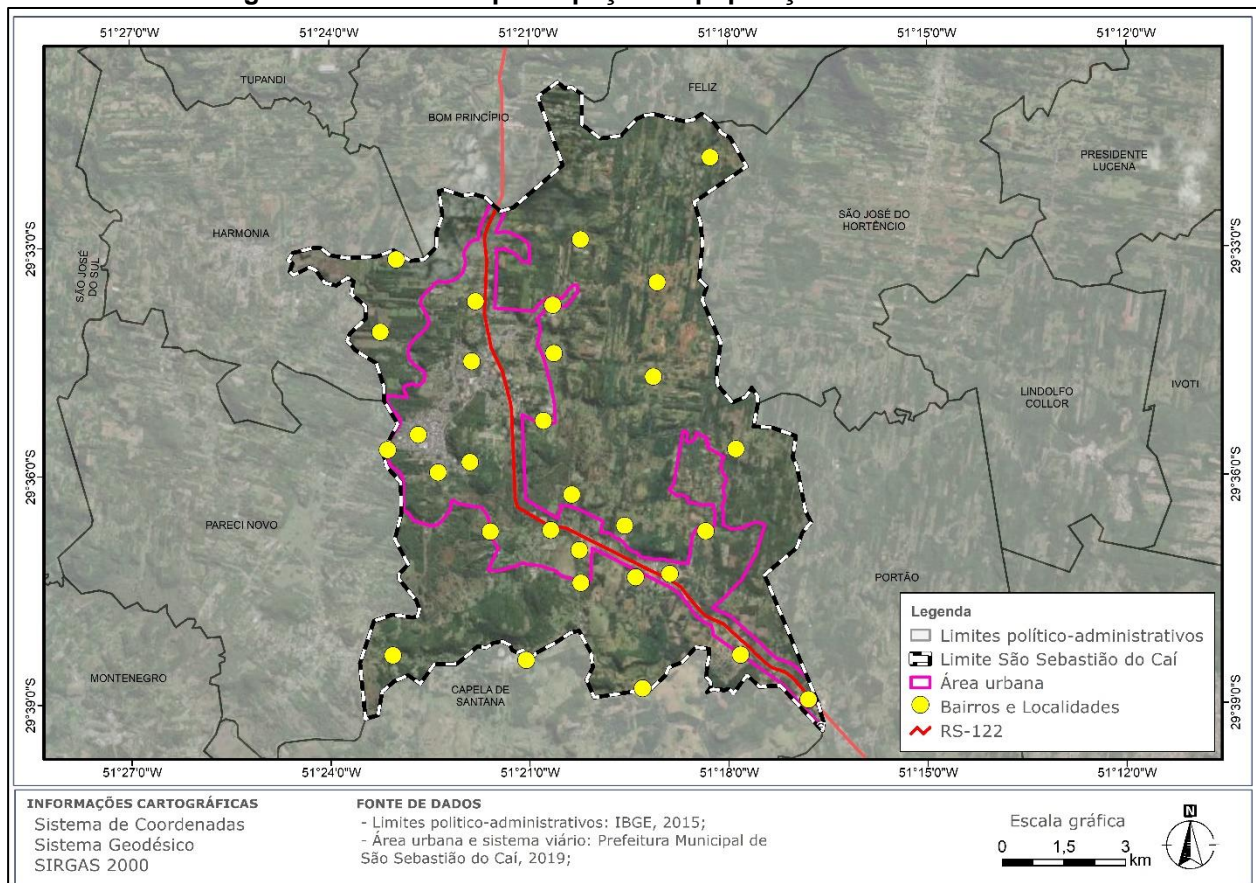 51°27'0"W 51°24'0"W 51°21'0"W 51°18'0"W 51°15'0"W 51°12'0"W
TUPANDI
FELIZ
BOM PRINCÍPIO
PRESIDENTE
LUCENA
SÃO JOSÉ DO
HORTÊNCIO
HARMONIA
SÃO JOSÉ
DO SUL
29°33'0"S 29°33'0"S
LINDOLFO
COLLOR
IVOTI
29°36'0"S 29°36'0"S
PARECI NOVO
PORTÃO
MONTENEGRO
CAPELA DE
SANTANA
29°39'0"S 29°39'0"S
Legenda
Limites político-administrativos
Limite São Sebastião do Caí
Área urbana
Bairros e Localidades
RS-122
51°27'0"W 51°24'0"W 51°21'0"W 51°18'0"W 51°15'0"W 51°12'0"W
INFORMAÇÕES CARTOGRÁFICAS
Sistema de Coordenadas
Sistema Geodésico
SIRGAS 2000
FONTE DE DADOS
- Limites politico-administrativos: IBGE, 2015;
- Área urbana e sistema viário: Prefeitura Municipal de
São Sebastião do Caí, 2019;
Escala gráfica
0 1,5 3
km
N